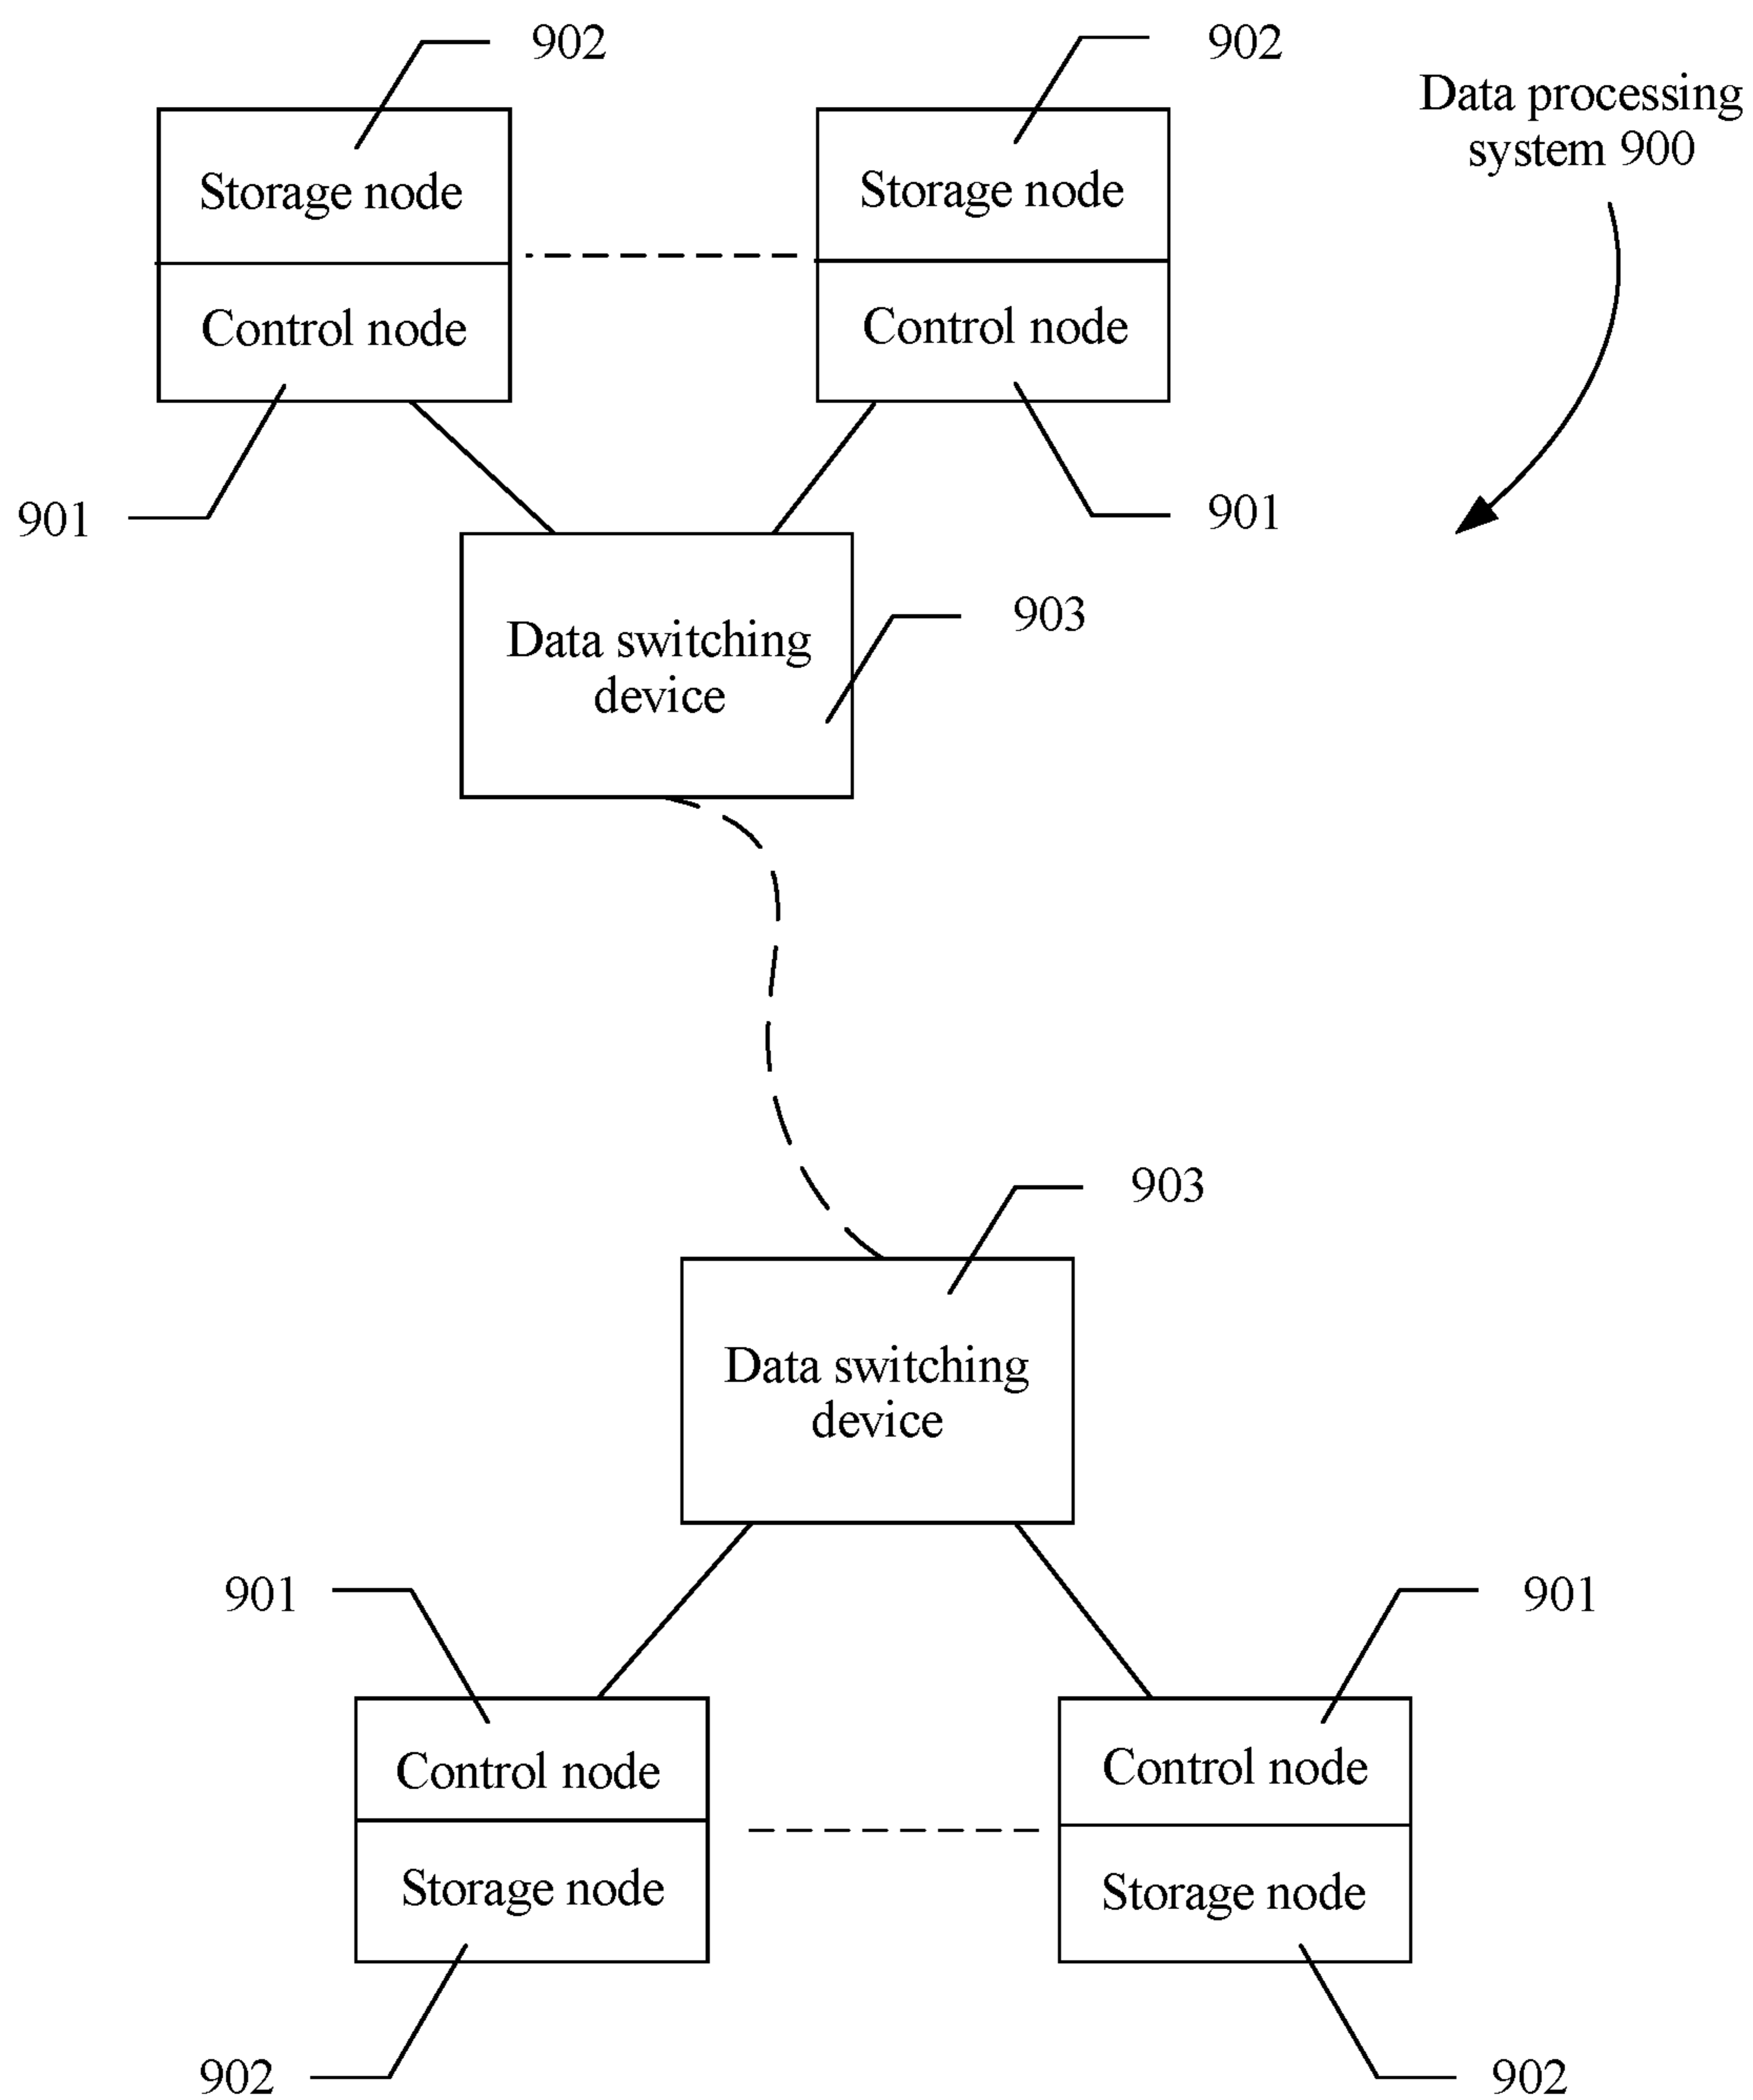 902
902
Data processing
system 900
Storage node
Storage node
Control node
Control node
901
901
903
Data switching
device
903
Data switching
device
901
901
Control node
Control node
Storage node
Storage node
902
902